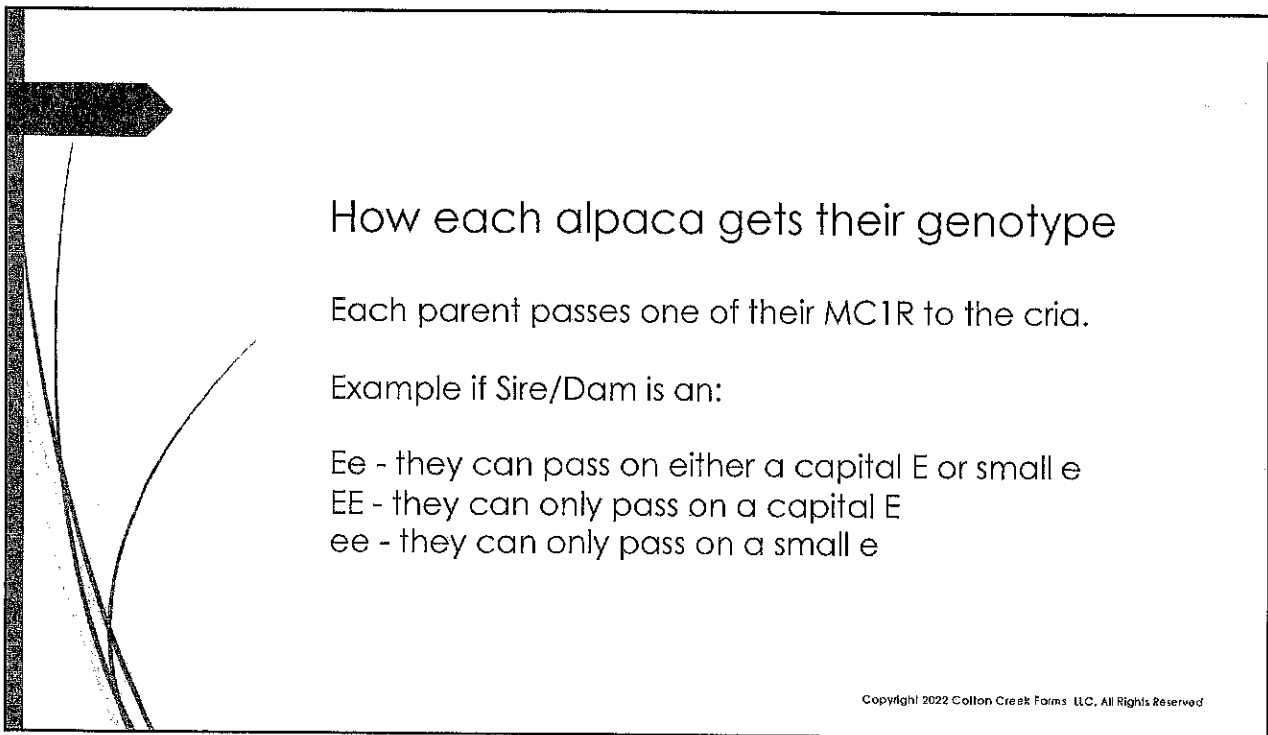 How each alpaca gets their genotype
Each parent passes one of their MC1R to the cria.
Example if Sire/Dam is an:
Ee - they can pass on either a capital E or small e
EE - they can only pass on a capital E
ee - they can only pass on a small e
Copyright 2022 Colton Creek Farms LLC, All Rights Reserved